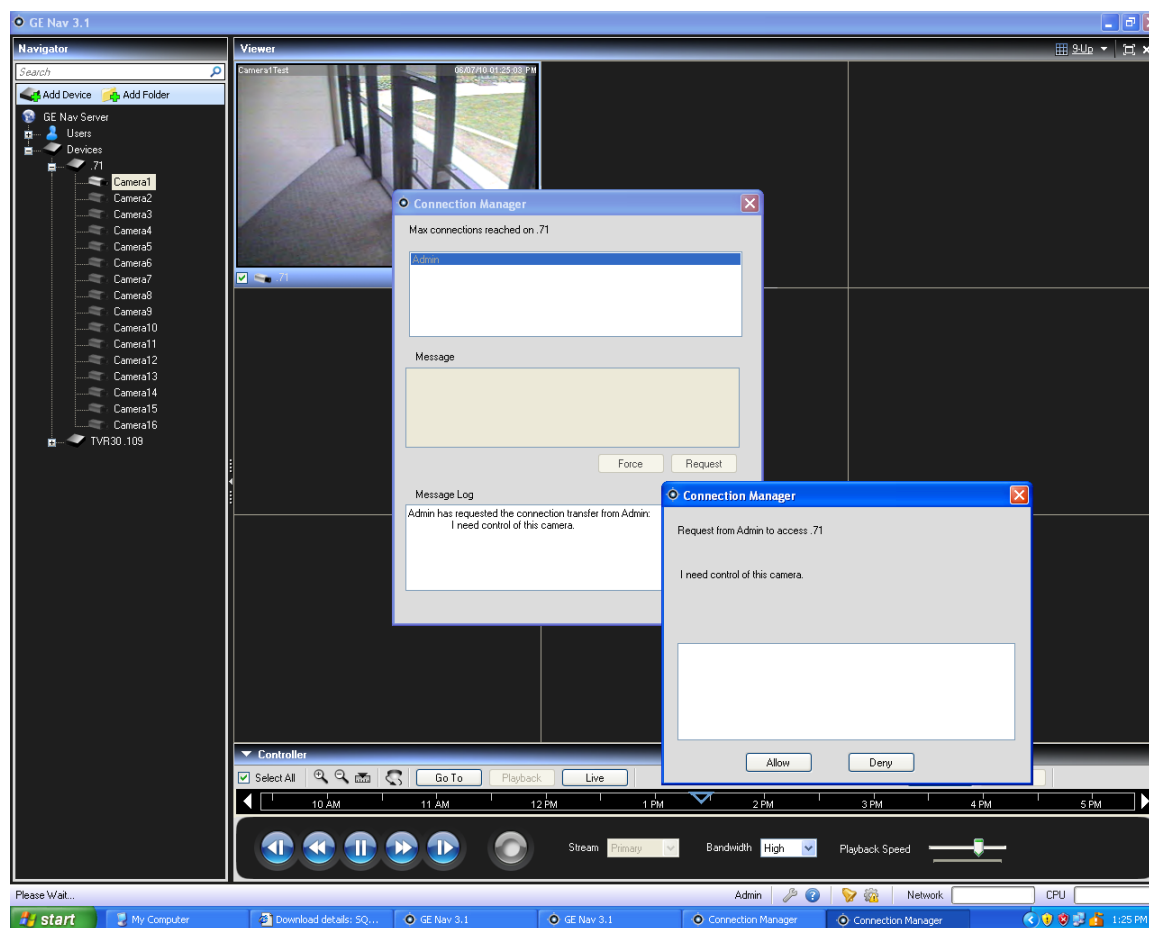 GE Nav 3.1
Navigator
Search
Add Device Add Folder
GE Nav Server
Users
Devices
.71
Camera1
Camera2
Camera3
Camera4
Camera5
Camera6
Camera7
Camera8
Camera9
Camera10
Camera11
Camera12
Camera13
Camera14
Camera15
Camera16
TVR30 .109
Viewer
9-Up
Camera1Test 06/07/10 01:25:03 PM
.71
Connection Manager
Max connections reached on .71
Admin
Message
Force Request
Message Log
Admin has requested the connection transfer from Admin:
I need control of this camera.
Connection Manager
Request from Admin to access .71
I need control of this camera.
Allow Deny
Controller
Select All Go To Playback Live
10 AM 11 AM 12 PM 1 PM 2 PM 3 PM 4 PM 5 PM
Stream Primary Bandwidth High Playback Speed
Please Wait... Admin Network CPU
start My Computer Download details: SQ... GE Nav 3.1 GE Nav 3.1 Connection Manager Connection Manager 1:25 PM